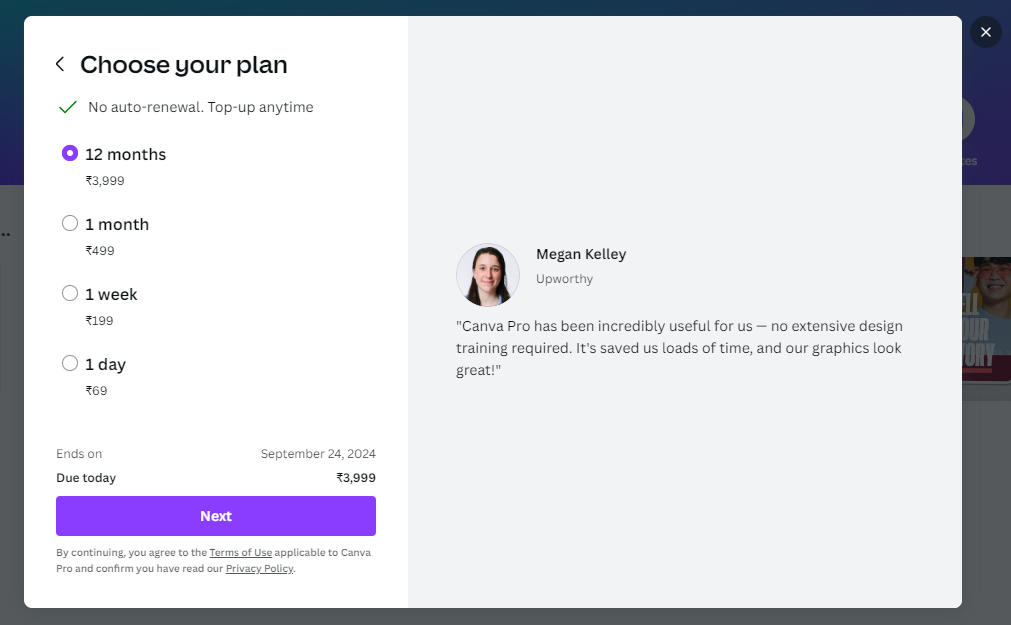 Choose your plan
No auto-renewal. Top-up anytime
12 months
₹3,999
1 month
₹499
1 week
₹199
1 day
₹69
Ends on September 24, 2024
Due today ₹3,999
Next
By continuing, you agree to the Terms of Use applicable to Canva
Pro and confirm you have read our Privacy Policy.
Megan Kelley
Upworthy
"Canva Pro has been incredibly useful for us — no extensive design
training required. It's saved us loads of time, and our graphics look
great!"